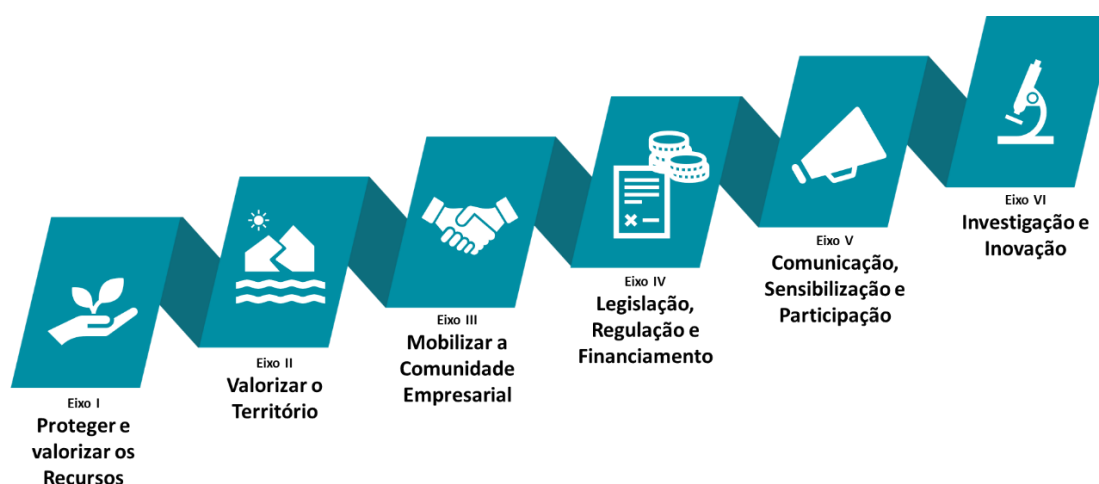 Eixo I
Proteger e
valorizar os
Recursos
Eixo II
Valorizar o
Território
Eixo III
Mobilizar a
Comunidade
Empresarial
Eixo IV
Legislação,
Regulação e
Financiamento
Eixo V
Comunicação,
Sensibilização e
Participação
Eixo VI
Investigação e
Inovação